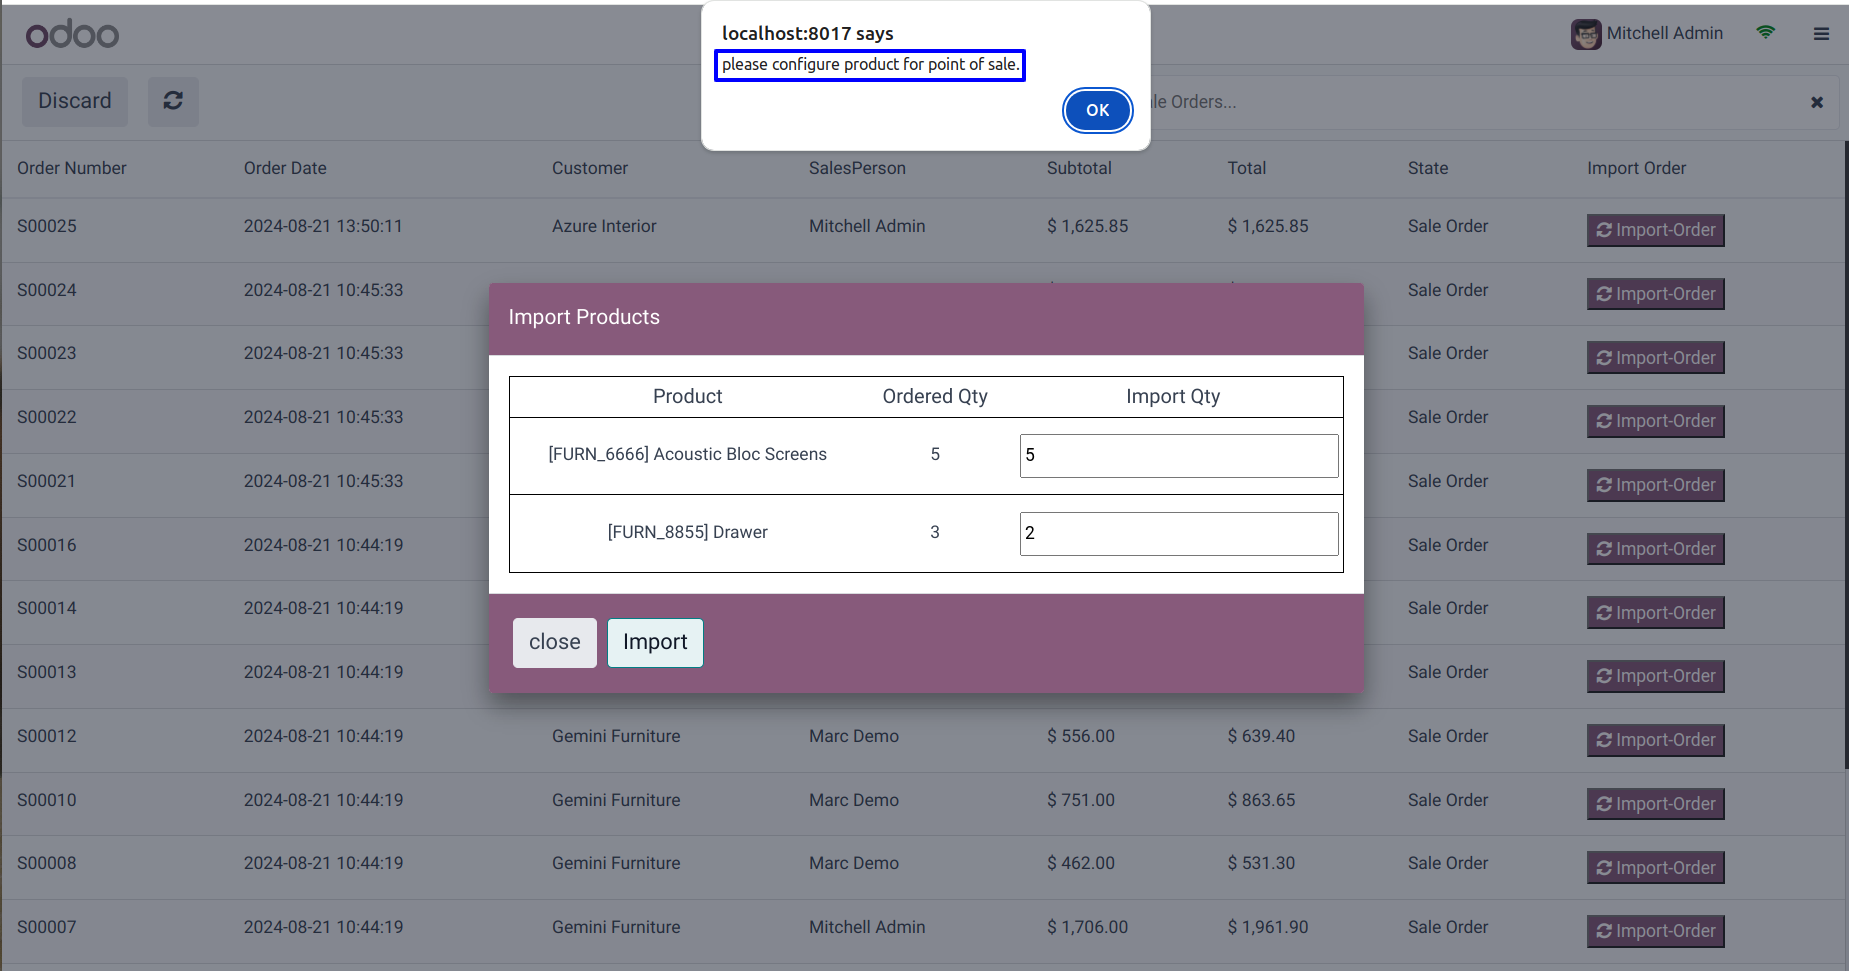 localhost:8017 says
please configure product for point of sale.
OK
odoo
Mitchell Admin
Discard
le Orders...
Order Number Order Date Customer SalesPerson Subtotal Total State Import Order
S00025 2024-08-21 13:50:11 Azure Interior Mitchell Admin $ 1,625.85 $ 1,625.85 Sale Order Import-Order
S00024 2024-08-21 10:45:33 Sale Order Import-Order
S00023 2024-08-21 10:45:33 Sale Order Import-Order
S00022 2024-08-21 10:45:33 Sale Order Import-Order
S00021 2024-08-21 10:45:33 Sale Order Import-Order
S00016 2024-08-21 10:44:19 Sale Order Import-Order
S00014 2024-08-21 10:44:19 Sale Order Import-Order
S00013 2024-08-21 10:44:19 Sale Order Import-Order
S00012 2024-08-21 10:44:19 Gemini Furniture Marc Demo $ 556.00 $ 639.40 Sale Order Import-Order
S00010 2024-08-21 10:44:19 Gemini Furniture Marc Demo $ 751.00 $ 863.65 Sale Order Import-Order
S00008 2024-08-21 10:44:19 Gemini Furniture Marc Demo $ 462.00 $ 531.30 Sale Order Import-Order
S00007 2024-08-21 10:44:19 Gemini Furniture Mitchell Admin $ 1,706.00 $ 1,961.90 Sale Order Import-Order
Import Products
Product Ordered Qty Import Qty
[FURN_6666] Acoustic Bloc Screens 5 5
[FURN_8855] Drawer 3 2
close Import